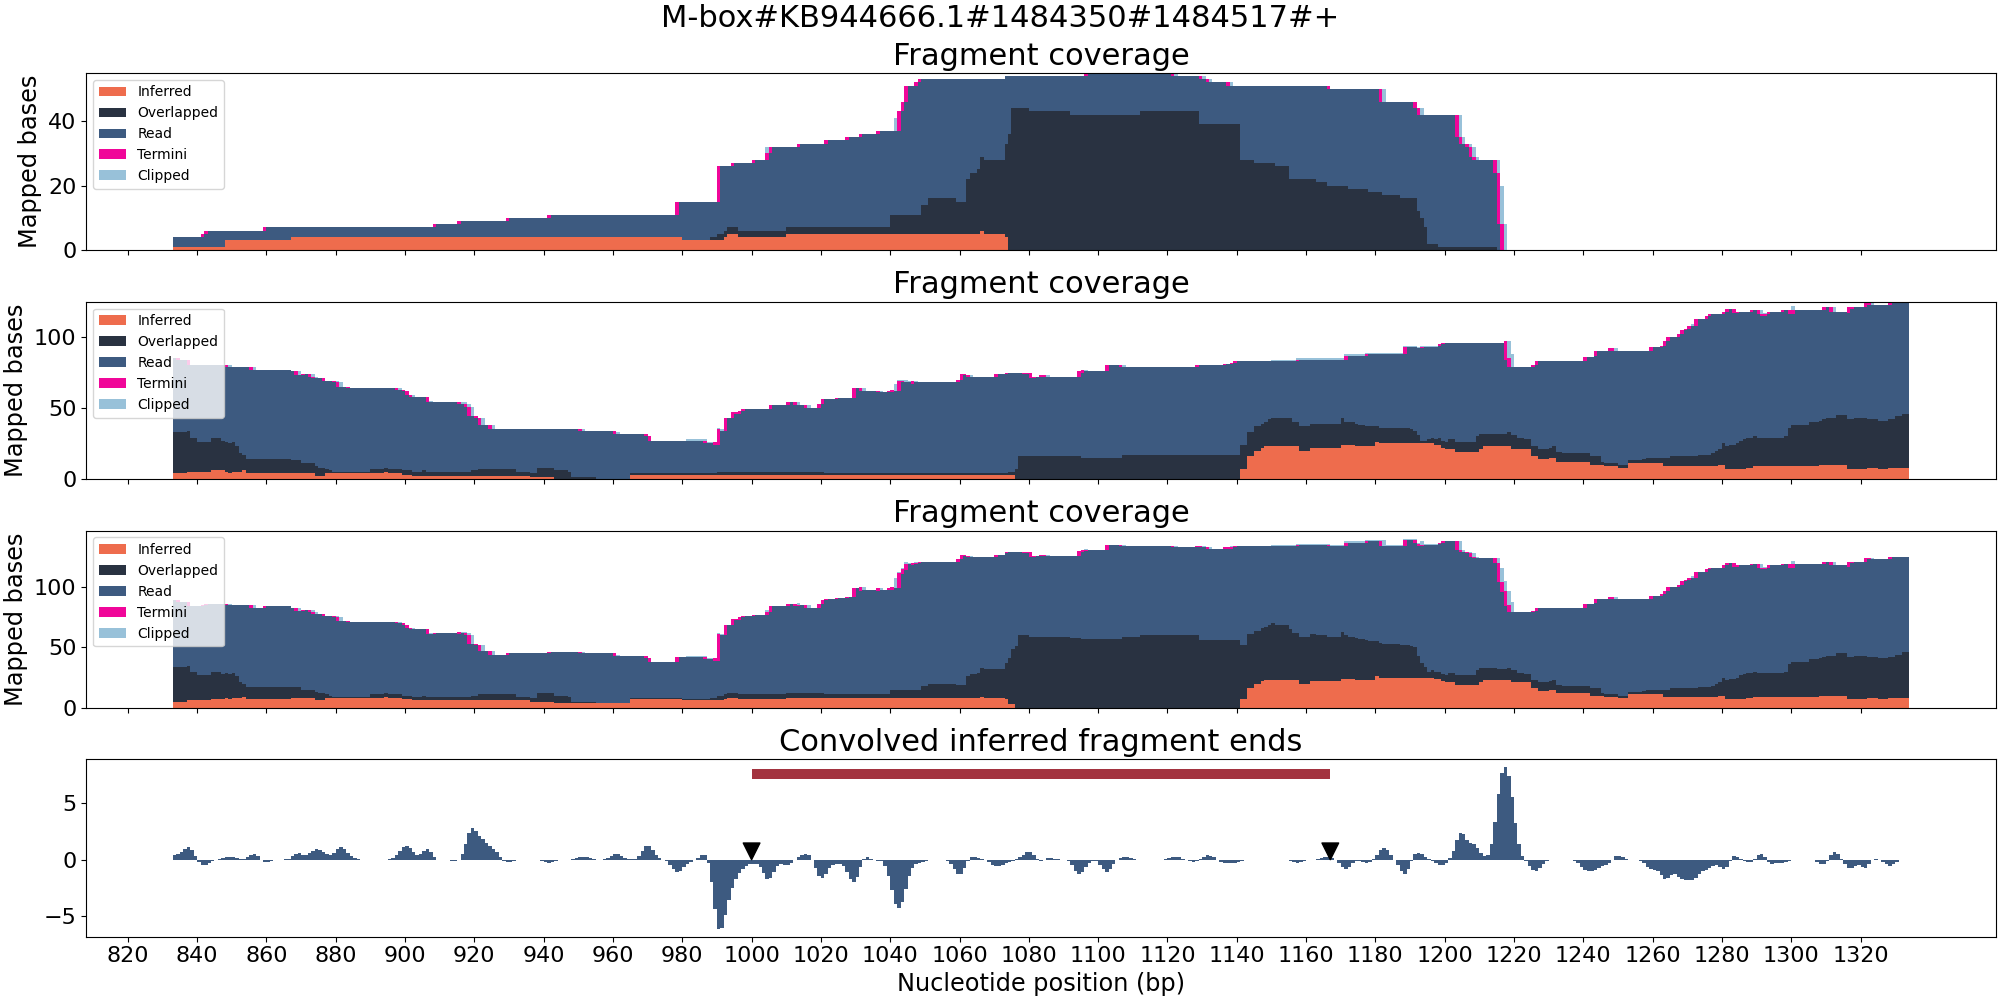 M-box#KB944666.1#1484350#1484517#+
Fragment coverage
Mapped bases
40
20
0
Inferred
Overlapped
Read
Termini
Clipped
Fragment coverage
Mapped bases
100
50
0
Inferred
Overlapped
Read
Termini
Clipped
Fragment coverage
Mapped bases
100
50
0
Inferred
Overlapped
Read
Termini
Clipped
Convolved inferred fragment ends
5
0
−5
820 840 860 880 900 920 940 960 980 1000 1020 1040 1060 1080 1100 1120 1140 1160 1180 1200 1220 1240 1260 1280 1300 1320
Nucleotide position (bp)